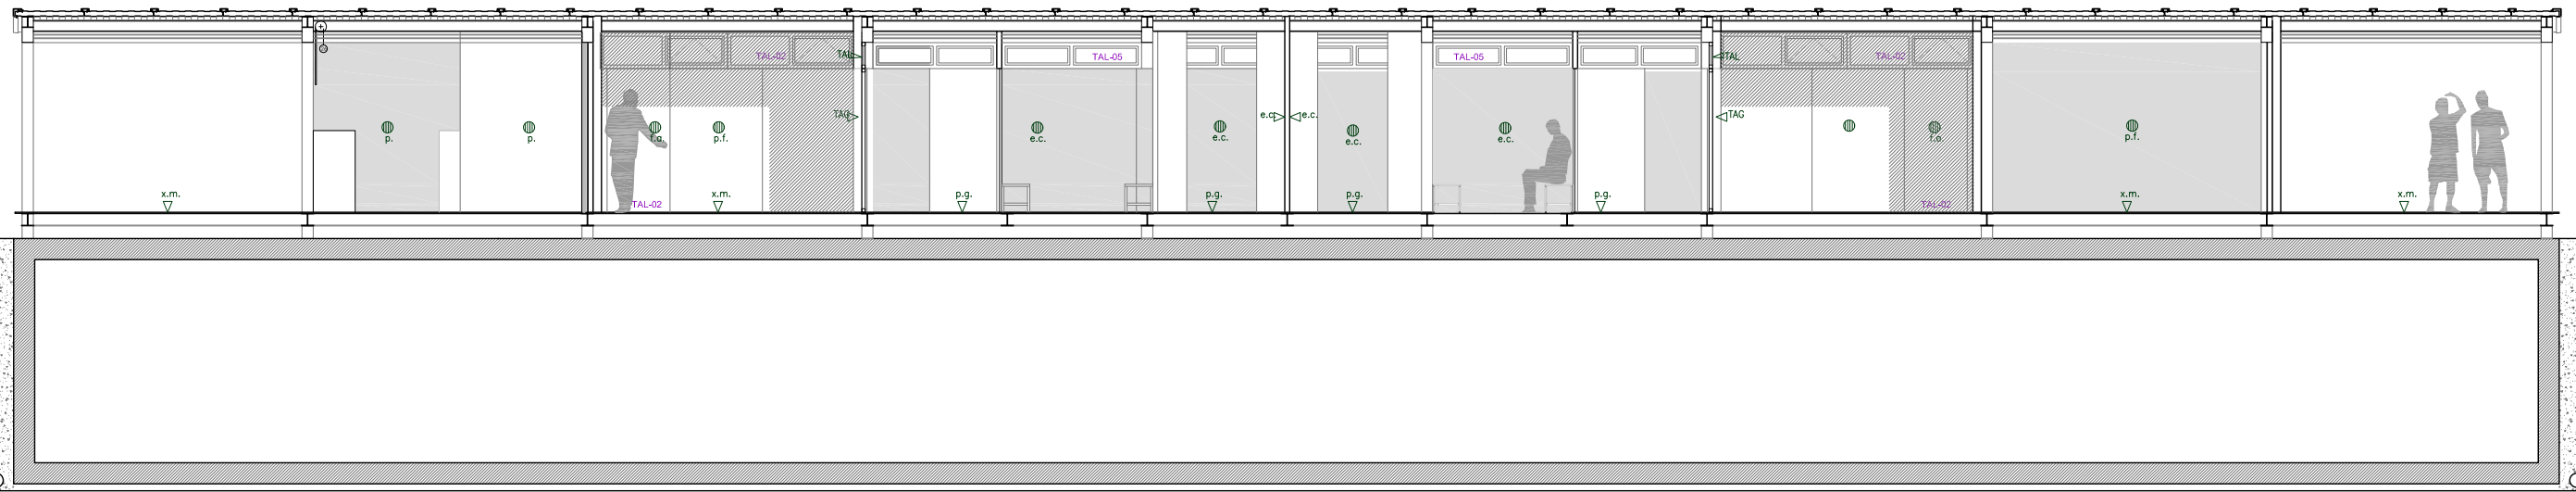 TAL-02
TAL
TAL-05
TAL-05
TAL
TAL-02
TAG
e.c.
e.c.
TAG
p.
p.
f.o.
p.f.
e.c.
e.c.
e.c.
e.c.
f.o.
p.f.
x.m.
x.m.
p.g.
p.g.
p.g.
p.g.
x.m.
x.m.
TAL-02
TAL-02